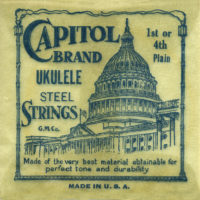 CAPITOL
BRAND
UKULELE
STEEL
STRINGS
G.M.Co.
1st or
4th
Plain
Made of the very best material obtainable for
perfect tone and durability
MADE IN U. S. A.